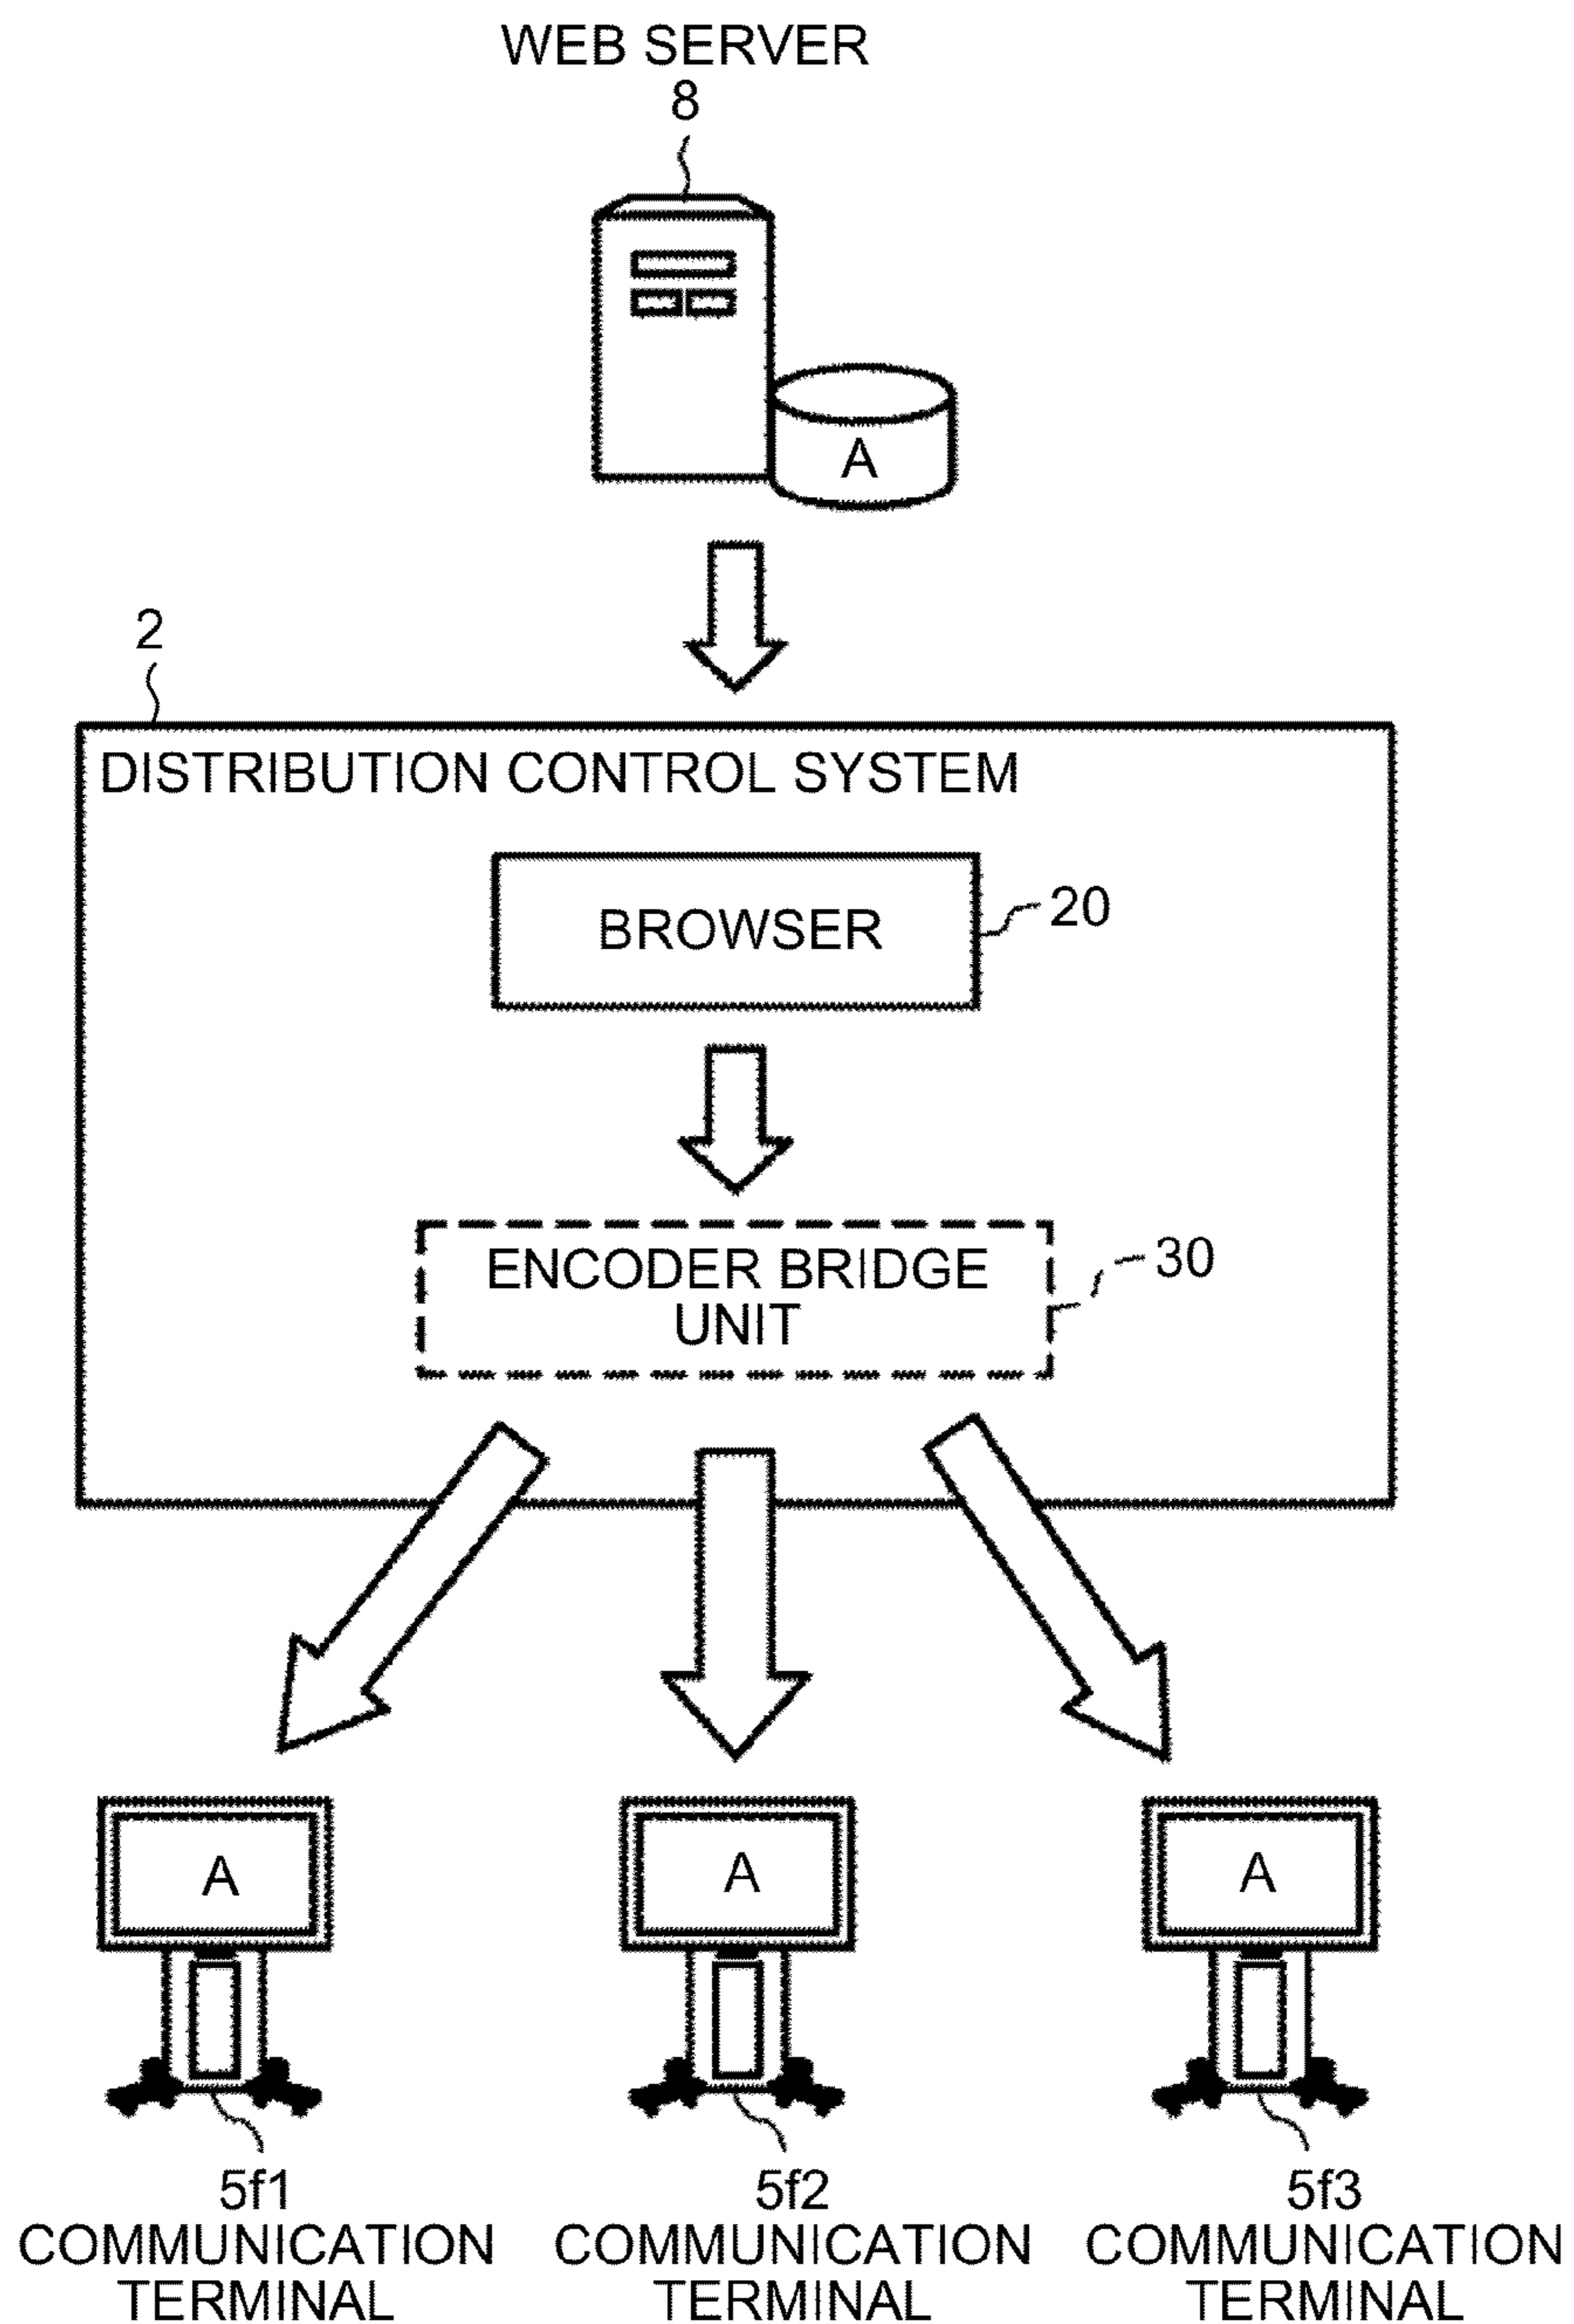 WEB SERVER
8
A
2
DISTRIBUTION CONTROL SYSTEM
BROWSER
20
ENCODER BRIDGE
UNIT
30
A
A
A
5f1
COMMUNICATION
TERMINAL
5f2
COMMUNICATION
TERMINAL
5f3
COMMUNICATION
TERMINAL